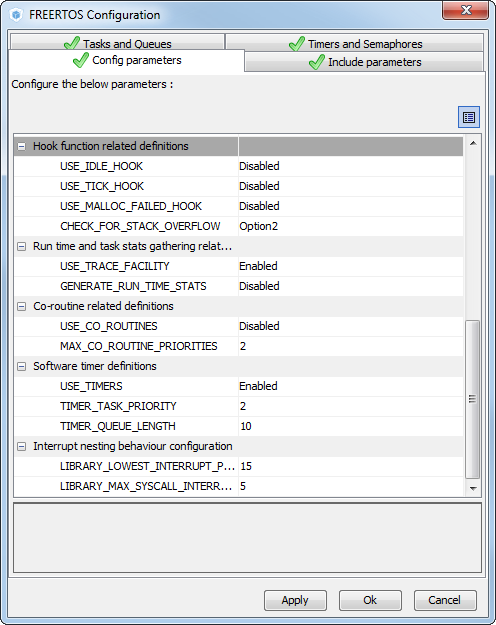 FREERTOS Configuration
Tasks and Queues
Timers and Semaphores
Config parameters
Include parameters
Configure the below parameters :
Hook function related definitions
USE_IDLE_HOOK Disabled
USE_TICK_HOOK Disabled
USE_MALLOC_FAILED_HOOK Disabled
CHECK_FOR_STACK_OVERFLOW Option2
Run time and task stats gathering relat...
USE_TRACE_FACILITY Enabled
GENERATE_RUN_TIME_STATS Disabled
Co-routine related definitions
USE_CO_ROUTINES Disabled
MAX_CO_ROUTINE_PRIORITIES 2
Software timer definitions
USE_TIMERS Enabled
TIMER_TASK_PRIORITY 2
TIMER_QUEUE_LENGTH 10
Interrupt nesting behaviour configuration
LIBRARY_LOWEST_INTERRUPT_P... 15
LIBRARY_MAX_SYSCALL_INTERR... 5
Apply Ok Cancel